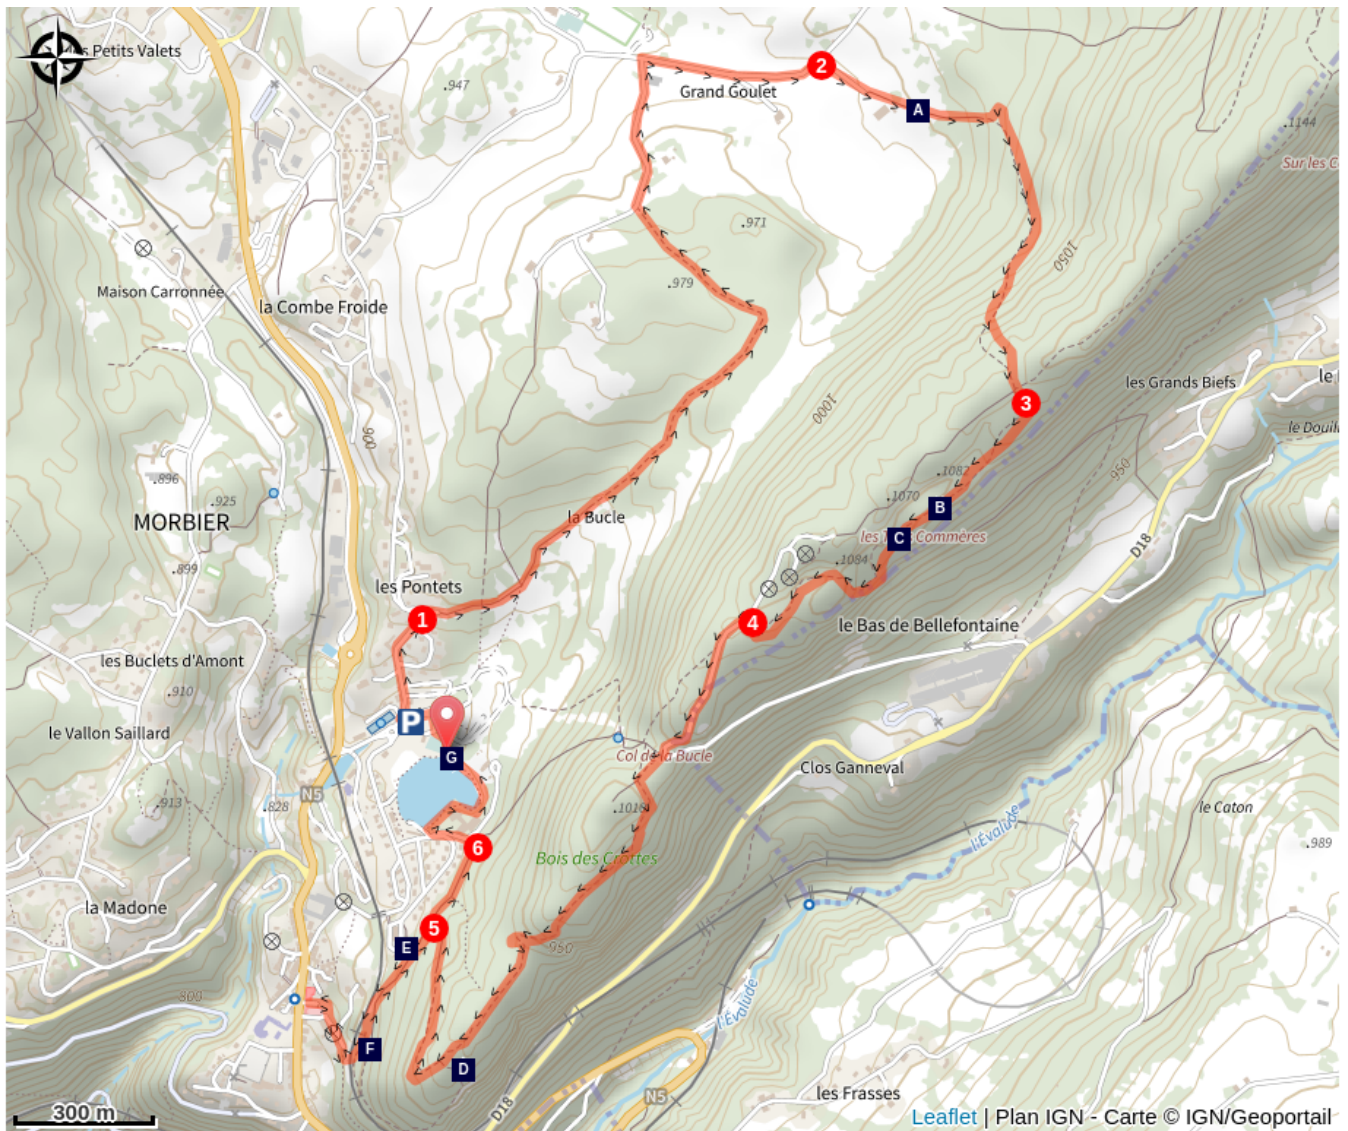 Petits Valets
.947
Grand Goulet
2
A
.1144
Sur les C
.971
.979
1050
Maison Carronnée
la Combe Froide
les Grands Biefs
le
le Douill
1000
900
3
950
.896
.925
MORBIER
.1082
.1070
B
la Bucle
les T Commères
C
D18
.899
.1084
les Pontets
1
4
le Bas de Bellefontaine
les Buclets d'Amont
.910
P
le Vallon Saillard
G
Col de la Bucle
Clos Ganneval
N5
.913
.828
.1016
l'Évalude
le Caton
.989
6
Bois des Crottes
la Madone
5
E
950
800
l'Évalude
F
D
les Frasses
N5
D18
300 m
Leaflet | Plan IGN - Carte © IGN/Geoportail